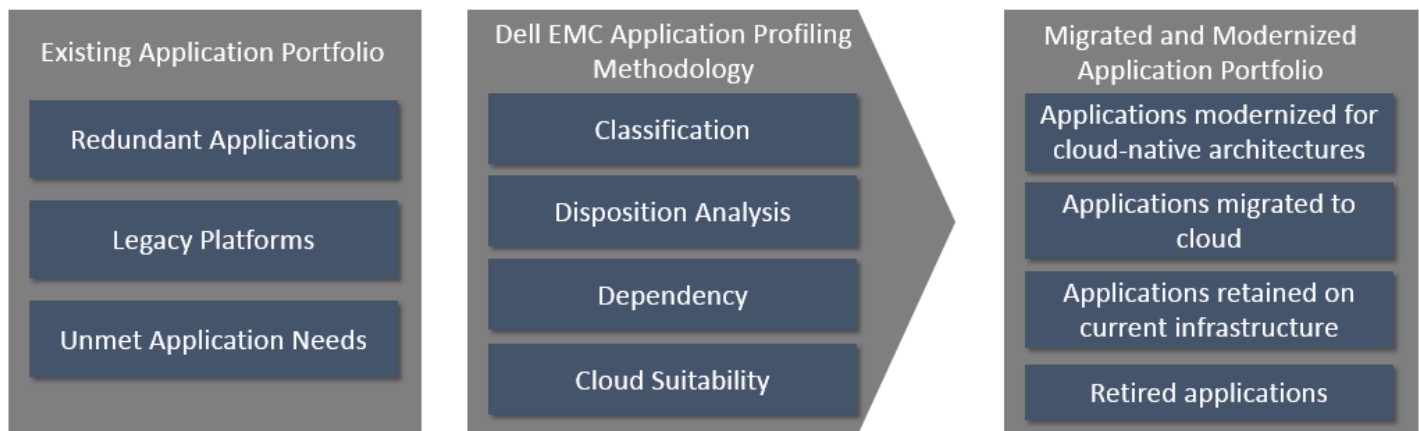 Existing Application Portfolio
Redundant Applications
Legacy Platforms
Unmet Application Needs
Dell EMC Application Profiling
Methodology
Classification
Disposition Analysis
Dependency
Cloud Suitability
Migrated and Modernized
Application Portfolio
Applications modernized for
cloud-native architectures
Applications migrated to
cloud
Applications retained on
current infrastructure
Retired applications